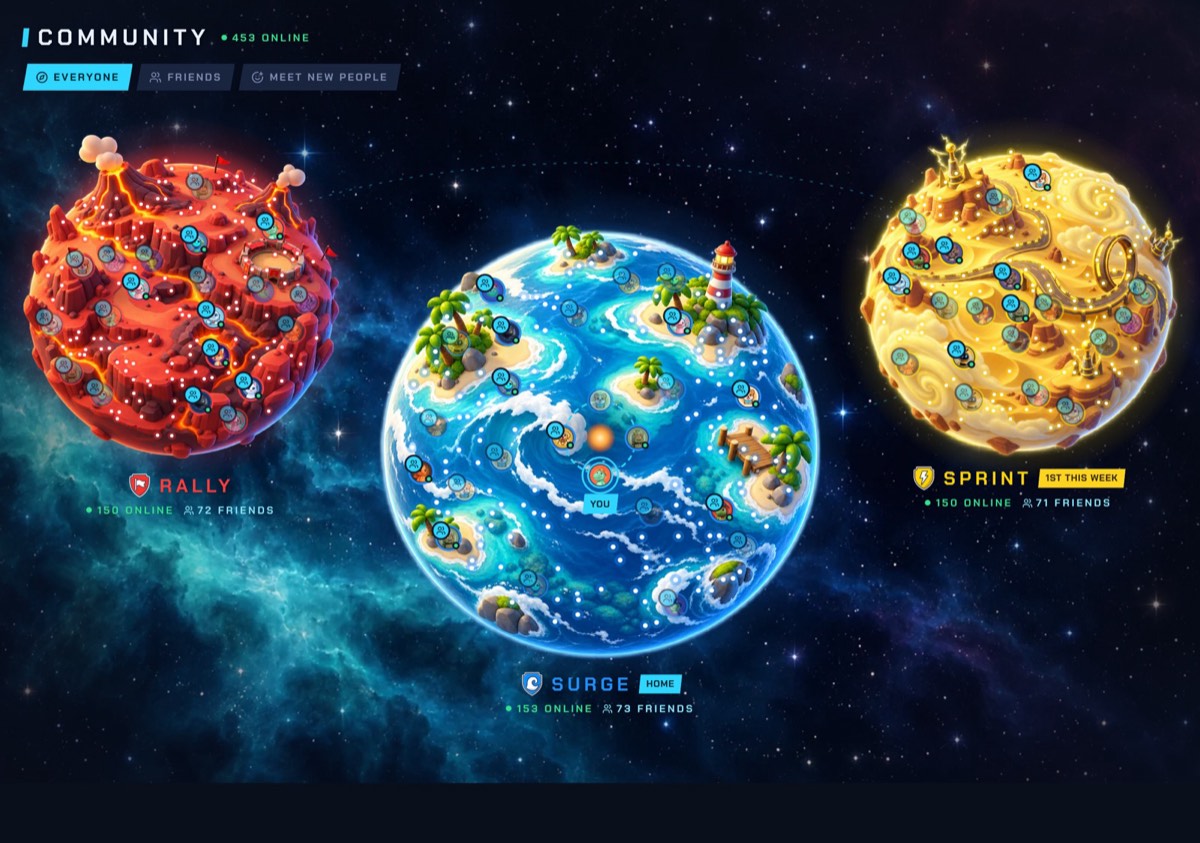 COMMUNITY
453 ONLINE
EVERYONE
FRIENDS
MEET NEW PEOPLE
RALLY
150 ONLINE 72 FRIENDS
SPRINT 1ST THIS WEEK
150 ONLINE 71 FRIENDS
YOU
SURGE HOME
153 ONLINE 73 FRIENDS